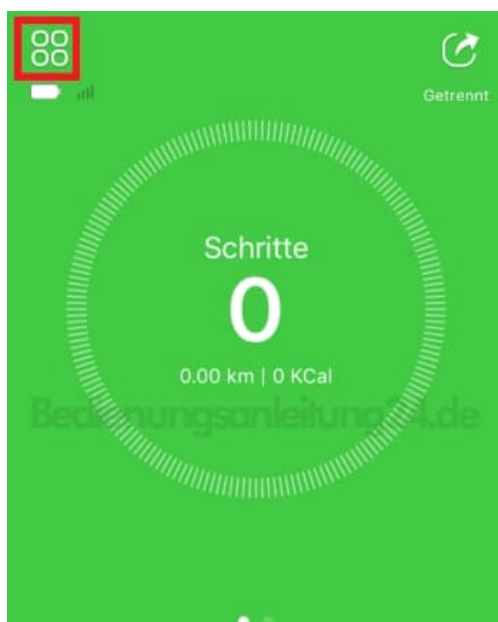 Getrennt
Schritte
0
0.00 km | 0 KCal
Bedienungsanleitung24.de